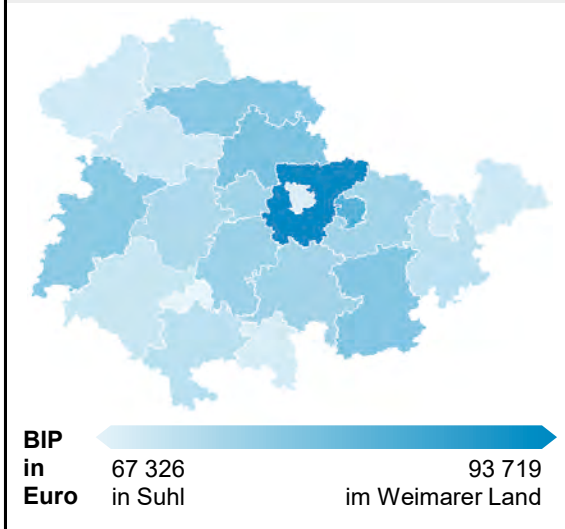 BIP
in
Euro
67 326
in Suhl
93 719
im Weimarer Land